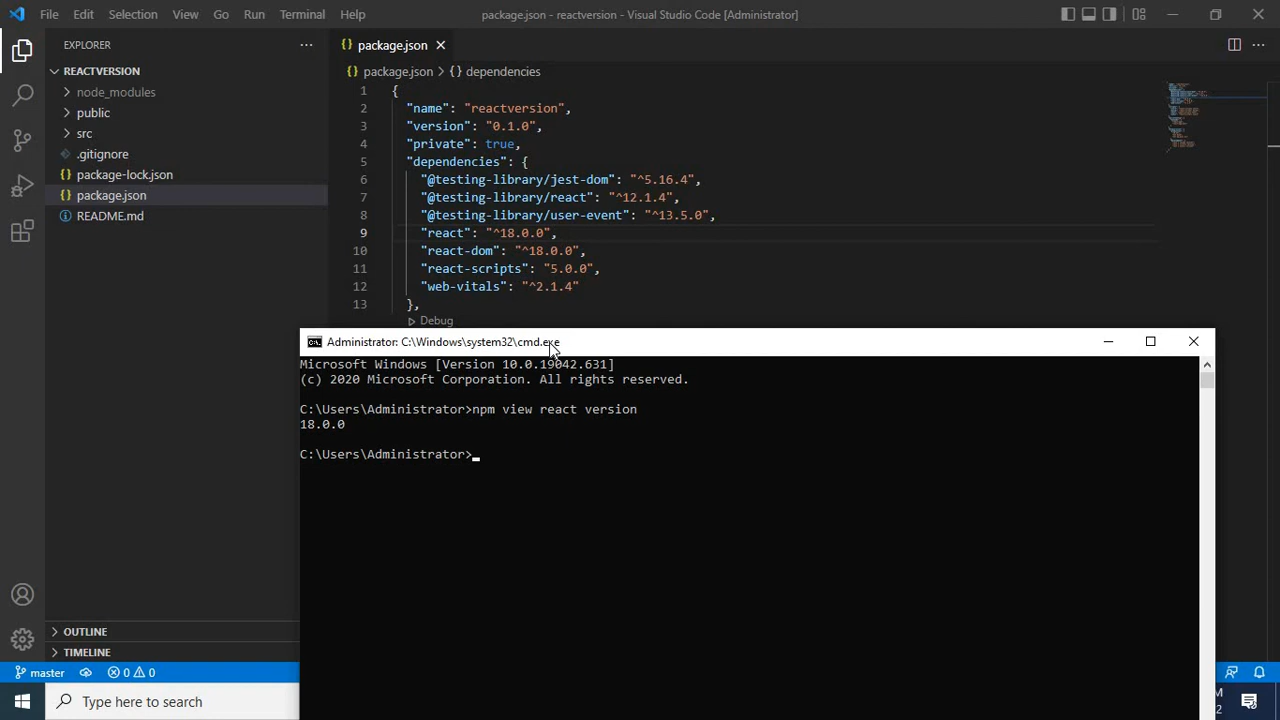 File Edit Selection View Go Run Terminal Help package.json - reactversion - Visual Studio Code [Administrator]
EXPLORER
{} package.json
REACTVERSION
{} package.json > {} dependencies
node_modules
public
src
.gitignore
{} package-lock.json
{} package.json
README.md
1 {
2 "name": "reactversion",
3 "version": "0.1.0",
4 "private": true,
5 "dependencies": {
6 "@testing-library/jest-dom": "^5.16.4",
7 "@testing-library/react": "^12.1.4",
8 "@testing-library/user-event": "^13.5.0",
9 "react": "^18.0.0",
10 "react-dom": "^18.0.0",
11 "react-scripts": "5.0.0",
12 "web-vitals": "^2.1.4"
13 },
Debug
Administrator: C:\Windows\system32\cmd.exe
Microsoft Windows [Version 10.0.19042.631]
(c) 2020 Microsoft Corporation. All rights reserved.
C:\Users\Administrator>npm view react version
18.0.0
C:\Users\Administrator>
OUTLINE
TIMELINE
master 0 0
Type here to search
M
2